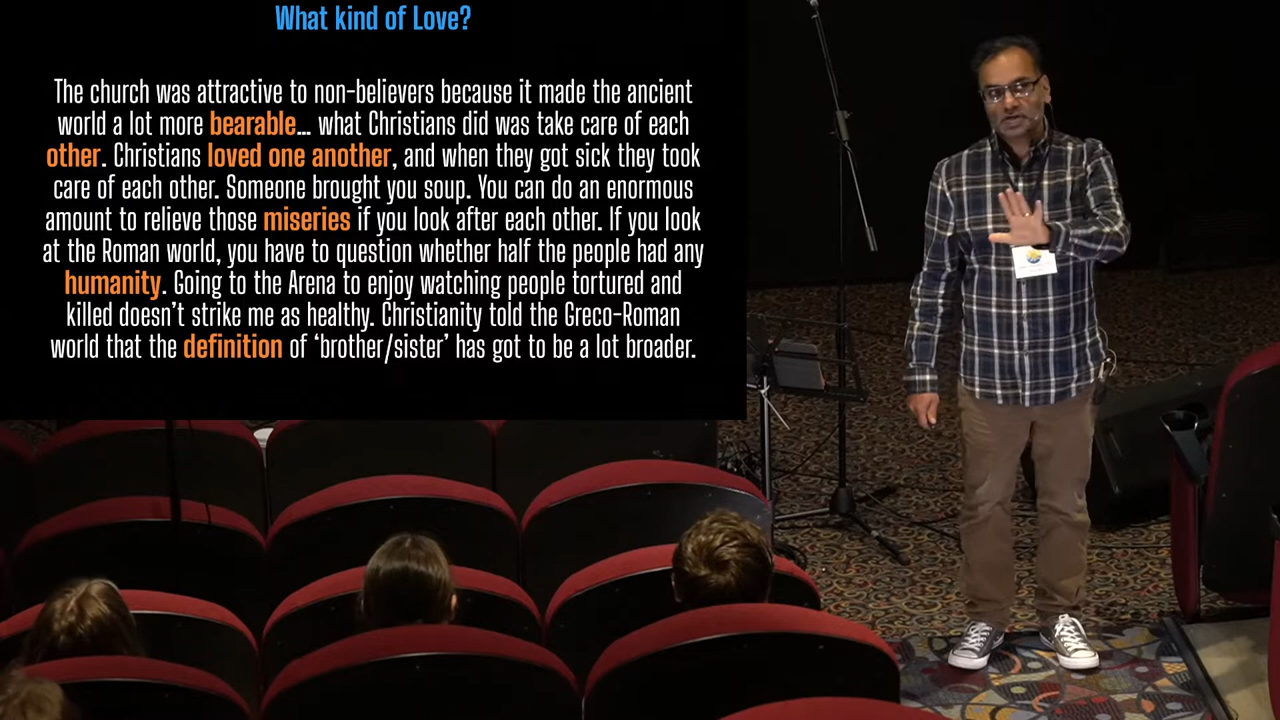 What kind of Love?
The church was attractive to non-believers because it made the ancient
world a lot more bearable... what Christians did was take care of each
other. Christians loved one another, and when they got sick they took
care of each other. Someone brought you soup. You can do an enormous
amount to relieve those miseries if you look after each other. If you look
at the Roman world, you have to question whether half the people had any
humanity. Going to the Arena to enjoy watching people tortured and
killed doesn’t strike me as healthy. Christianity told the Greco-Roman
world that the definition of ‘brother/sister’ has got to be a lot broader.